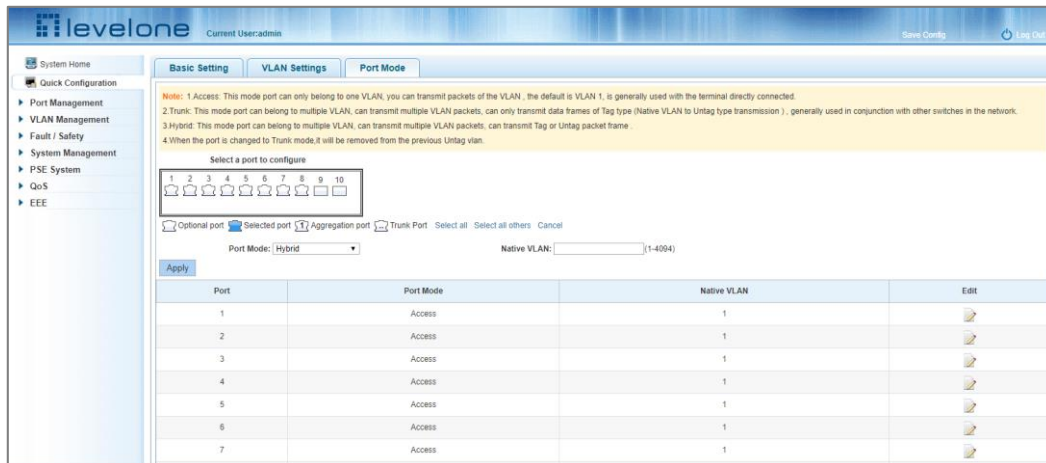 levelone Current User:admin Save Config Log Out
System Home
Quick Configuration
Port Management
VLAN Management
Fault / Safety
System Management
PSE System
QoS
EEE
Basic Setting VLAN Settings Port Mode
Note: 1.Access: This mode port can only belong to one VLAN, you can transmit packets of the VLAN , the default is VLAN 1, is generally used with the terminal directly connected.
2.Trunk: This mode port can belong to multiple VLAN, can transmit multiple VLAN packets, can only transmit data frames of Tag type (Native VLAN to Untag type transmission ) , generally used in conjunction with other switches in the network.
3.Hybrid: This mode port can belong to multiple VLAN, can transmit multiple VLAN packets, can transmit Tag or Untag packet frame .
4.When the port is changed to Trunk mode,it will be removed from the previous Untag vlan.
Select a port to configure
1 2 3 4 5 6 7 8 9 10
Optional port Selected port 1 Aggregation port Trunk Port Select all Select all others Cancel
Port Mode: Hybrid Native VLAN: (1-4094)
Apply
Port Port Mode Native VLAN Edit
1 Access 1
2 Access 1
3 Access 1
4 Access 1
5 Access 1
6 Access 1
7 Access 1